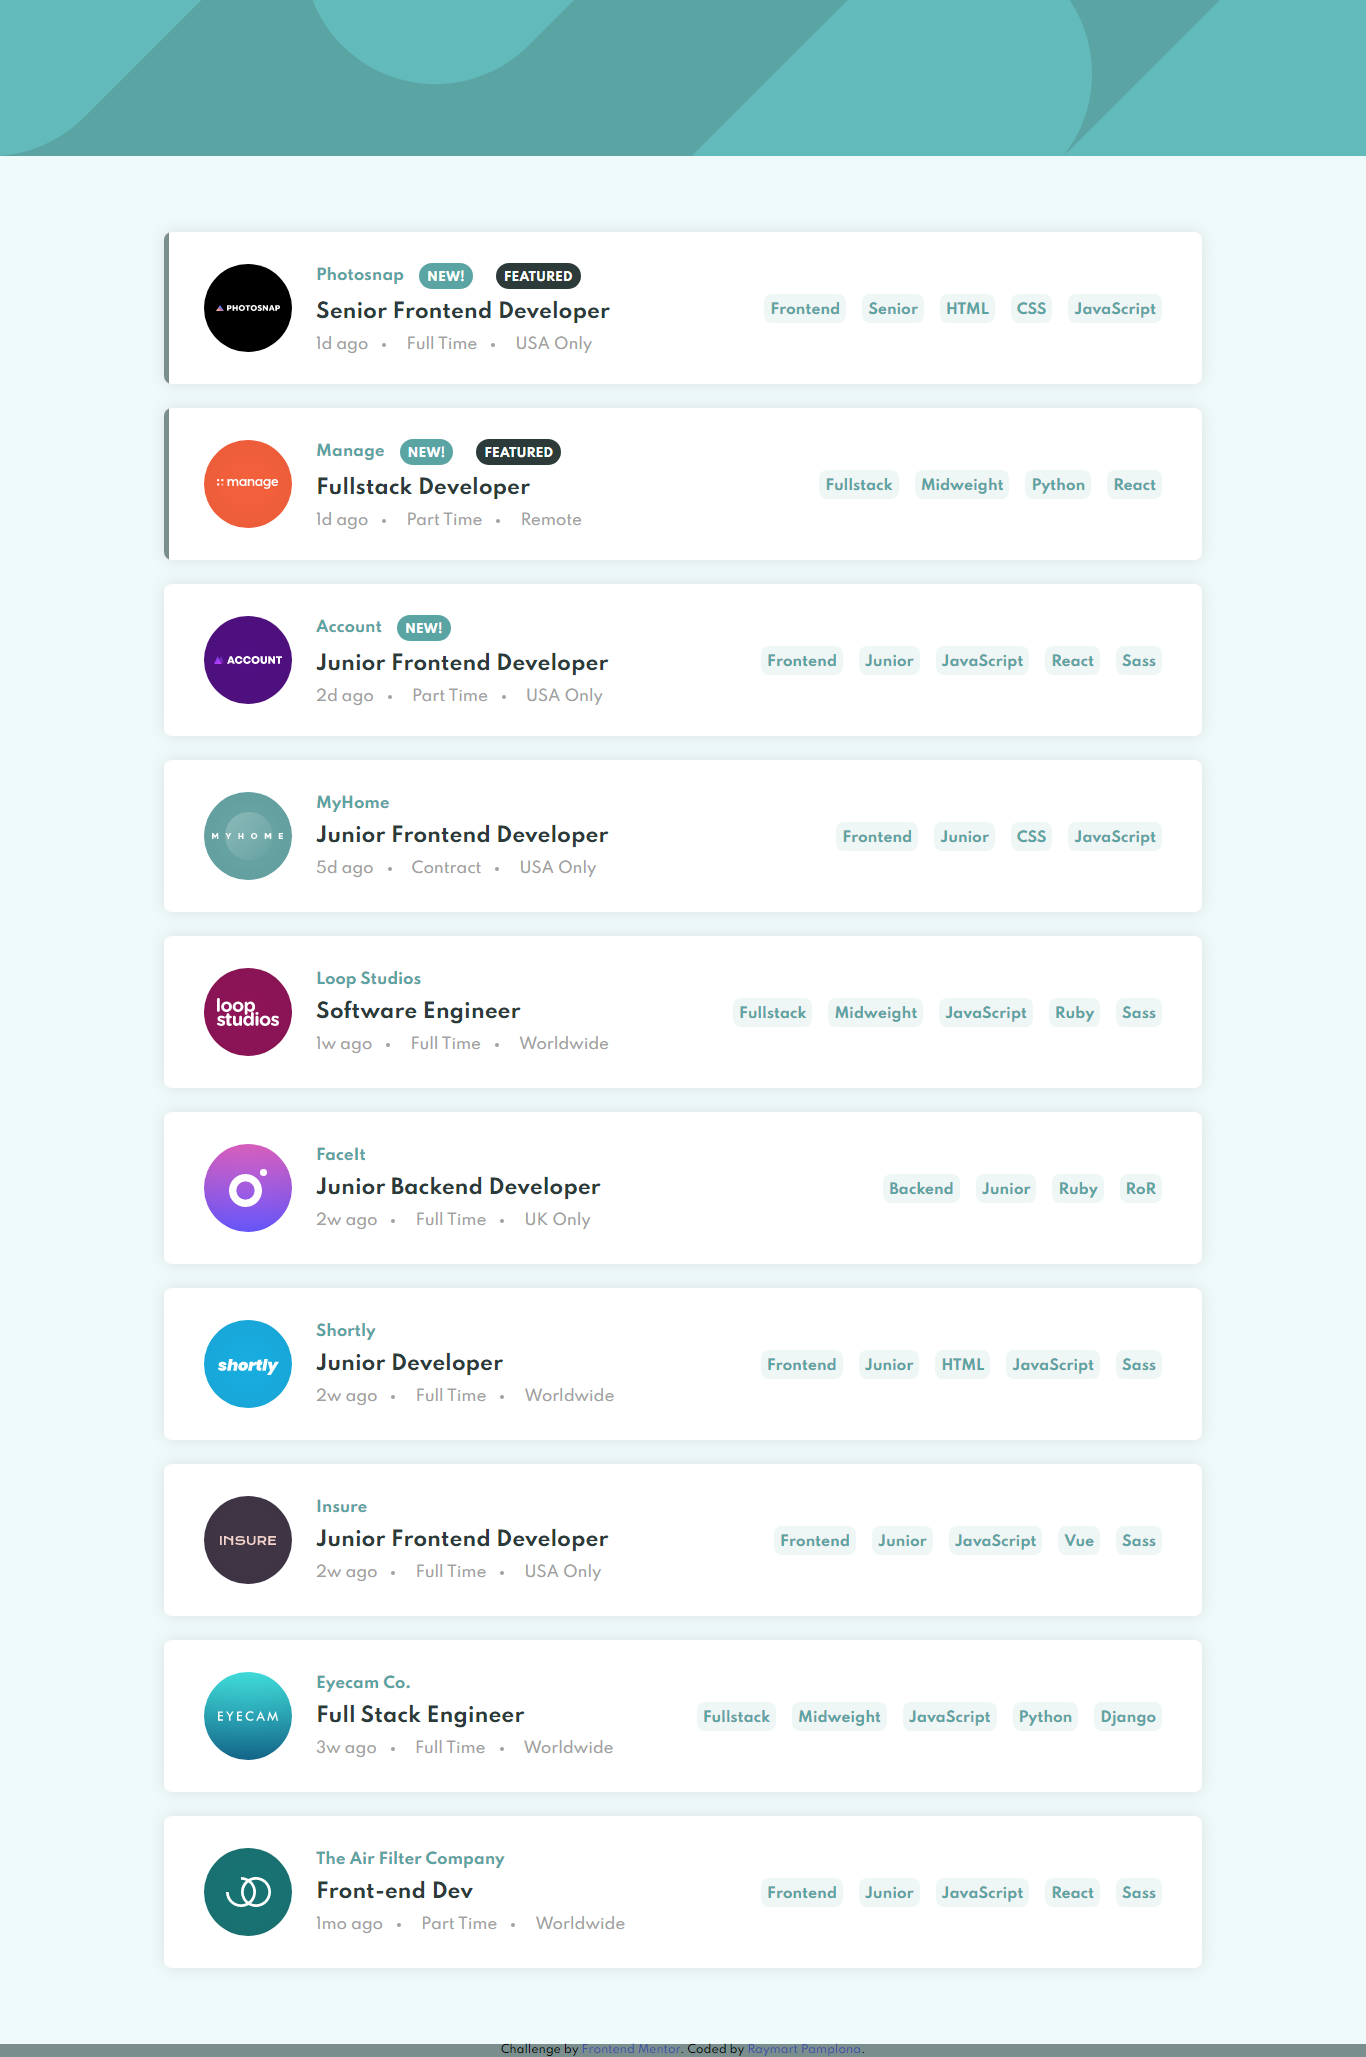 PHOTOSNAP
Photosnap NEW! FEATURED
Senior Frontend Developer
1d ago • Full Time • USA Only
Frontend Senior HTML CSS JavaScript
manage
Manage NEW! FEATURED
Fullstack Developer
1d ago • Part Time • Remote
Fullstack Midweight Python React
ACCOUNT
Account NEW!
Junior Frontend Developer
2d ago • Part Time • USA Only
Frontend Junior JavaScript React Sass
MYHOME
MyHome
Junior Frontend Developer
5d ago • Contract • USA Only
Frontend Junior CSS JavaScript
loop
studios
Loop Studios
Software Engineer
1w ago • Full Time • Worldwide
Fullstack Midweight JavaScript Ruby Sass
FaceIt
Junior Backend Developer
2w ago • Full Time • UK Only
Backend Junior Ruby RoR
shortly
Shortly
Junior Developer
2w ago • Full Time • Worldwide
Frontend Junior HTML JavaScript Sass
INSURE
Insure
Junior Frontend Developer
2w ago • Full Time • USA Only
Frontend Junior JavaScript Vue Sass
EYECAM
Eyecam Co.
Full Stack Engineer
3w ago • Full Time • Worldwide
Fullstack Midweight JavaScript Python Django
The Air Filter Company
Front-end Dev
1mo ago • Part Time • Worldwide
Frontend Junior JavaScript React Sass
Challenge by Frontend Mentor. Coded by Raymart Pamplona.